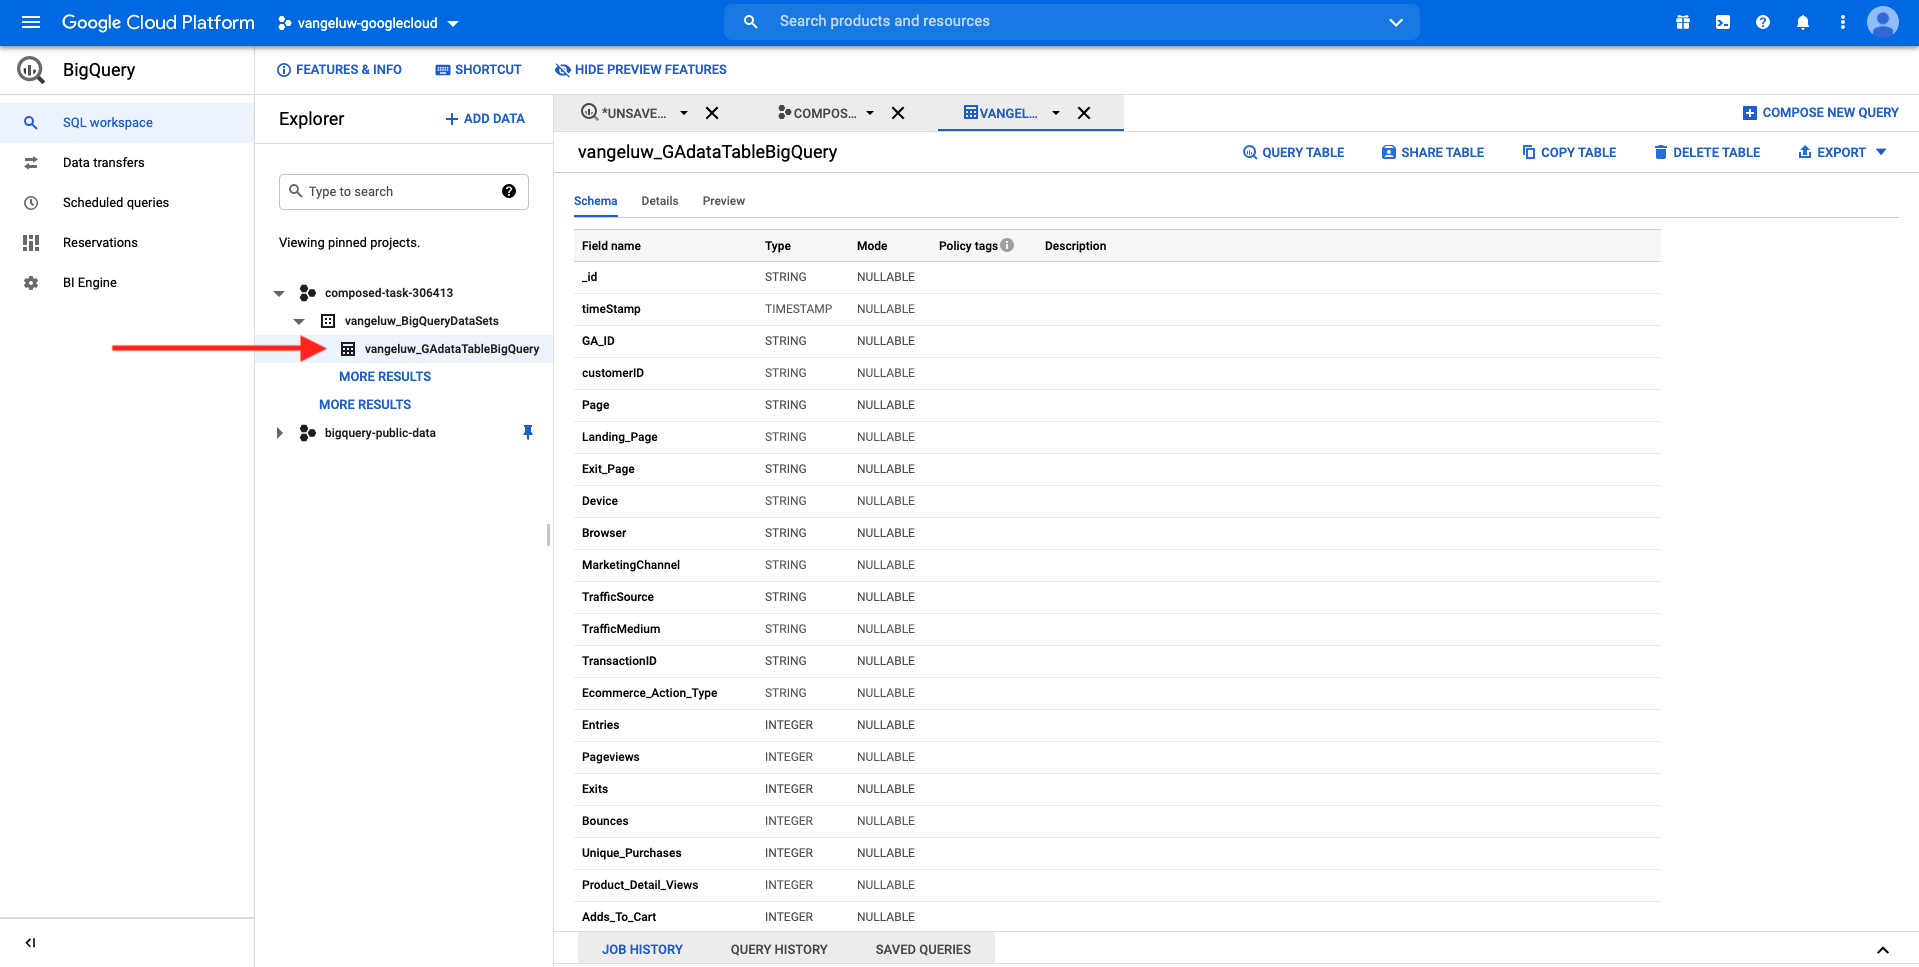 Google Cloud Platform vangeluw-googlecloud Search products and resources
BigQuery FEATURES & INFO SHORTCUT HIDE PREVIEW FEATURES
SQL workspace
Data transfers
Scheduled queries
Reservations
BI Engine
Explorer + ADD DATA
Type to search
Viewing pinned projects.
composed-task-306413
vangeluw_BigQueryDataSets
vangeluw_GAdataTableBigQuery
MORE RESULTS
MORE RESULTS
bigquery-public-data
*UNSAVE... COMPOS... VANGEL... COMPOSE NEW QUERY
vangeluw_GAdataTableBigQuery QUERY TABLE SHARE TABLE COPY TABLE DELETE TABLE EXPORT
Schema Details Preview
Field name Type Mode Policy tags Description
_id STRING NULLABLE
timeStamp TIMESTAMP NULLABLE
GA_ID STRING NULLABLE
customerID STRING NULLABLE
Page STRING NULLABLE
Landing_Page STRING NULLABLE
Exit_Page STRING NULLABLE
Device STRING NULLABLE
Browser STRING NULLABLE
MarketingChannel STRING NULLABLE
TrafficSource STRING NULLABLE
TrafficMedium STRING NULLABLE
TransactionID STRING NULLABLE
Ecommerce_Action_Type STRING NULLABLE
Entries INTEGER NULLABLE
Pageviews INTEGER NULLABLE
Exits INTEGER NULLABLE
Bounces INTEGER NULLABLE
Unique_Purchases INTEGER NULLABLE
Product_Detail_Views INTEGER NULLABLE
Adds_To_Cart INTEGER NULLABLE
JOB HISTORY QUERY HISTORY SAVED QUERIES